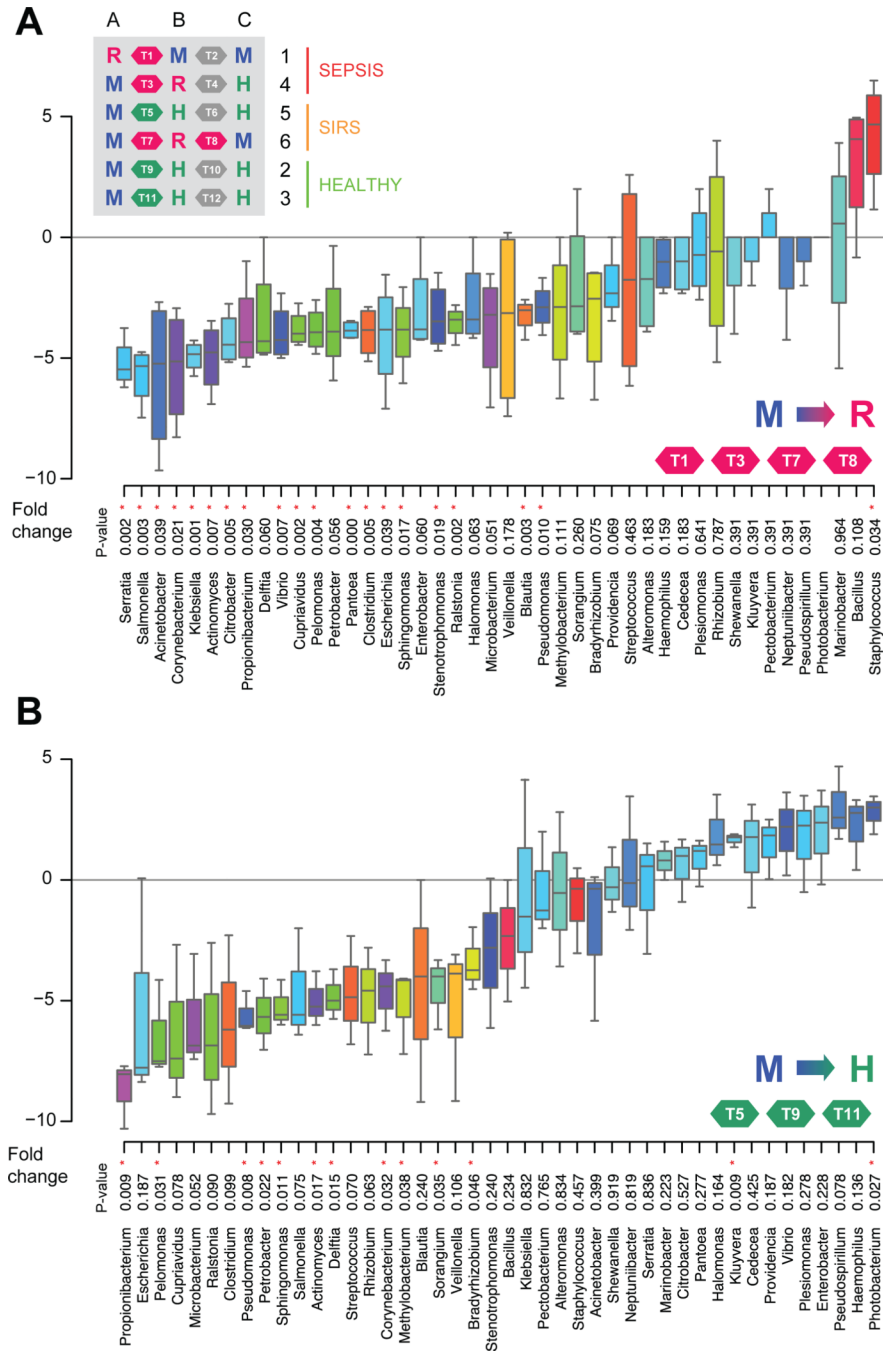 A
A B C
R T1 M T2 M 1
M T3 R T4 H 4
SEPSIS
M T5 H T6 H 5
M T7 R T8 M 6
SIRS
M T9 H T10 H 2
M T11 H T12 H 3
HEALTHY
5
0
−5
−10
M R
T1 T3 T7 T8
Fold
change
P-value
* * * * * * * * * * * * * * * * * * * * *
0.002 0.003 0.039 0.021 0.001 0.007 0.005 0.030 0.060 0.007 0.002 0.004 0.056 0.000 0.005 0.039 0.017 0.060 0.019 0.002 0.063 0.051 0.178 0.003 0.010 0.111 0.260 0.075 0.069 0.463 0.183 0.159 0.183 0.641 0.787 0.391 0.391 0.391 0.391 0.391 0.964 0.108 0.034
Serratia Salmonella Acinetobacter Corynebacterium Klebsiella Actinomyces Citrobacter Propionibacterium Delftia Vibrio Cupriavidus Pelomonas Petrobacter Pantoea Clostridium Escherichia Sphingomonas Enterobacter Stenotrophomonas Ralstonia Halomonas Microbacterium Veillonella Blautia Pseudomonas Methylobacterium Sorangium Bradyrhizobium Providencia Streptococcus Alteromonas Haemophilus Cedecea Plesiomonas Rhizobium Shewanella Kluyvera Pectobacterium Neptuniibacter Pseudospirillum Photobacterium Marinobacter Bacillus Staphylococcus
B
5
0
−5
−10
M H
T5 T9 T11
Fold
change
P-value
* * * * * * * * * * * * *
0.009 0.187 0.031 0.078 0.052 0.090 0.099 0.008 0.022 0.011 0.075 0.017 0.015 0.070 0.063 0.032 0.038 0.240 0.035 0.106 0.046 0.240 0.234 0.832 0.765 0.834 0.457 0.399 0.919 0.819 0.836 0.223 0.527 0.277 0.164 0.009 0.425 0.187 0.182 0.278 0.228 0.078 0.136 0.027
Propionibacterium Escherichia Pelomonas Cupriavidus Microbacterium Ralstonia Clostridium Pseudomonas Petrobacter Sphingomonas Salmonella Actinomyces Delftia Streptococcus Rhizobium Corynebacterium Methylobacterium Blautia Sorangium Veillonella Bradyrhizobium Stenotrophomonas Bacillus Klebsiella Pectobacterium Alteromonas Staphylococcus Acinetobacter Shewanella Neptuniibacter Serratia Marinobacter Citrobacter Pantoea Halomonas Kluyvera Cedecea Providencia Vibrio Plesiomonas Enterobacter Pseudospirillum Haemophilus Photobacterium